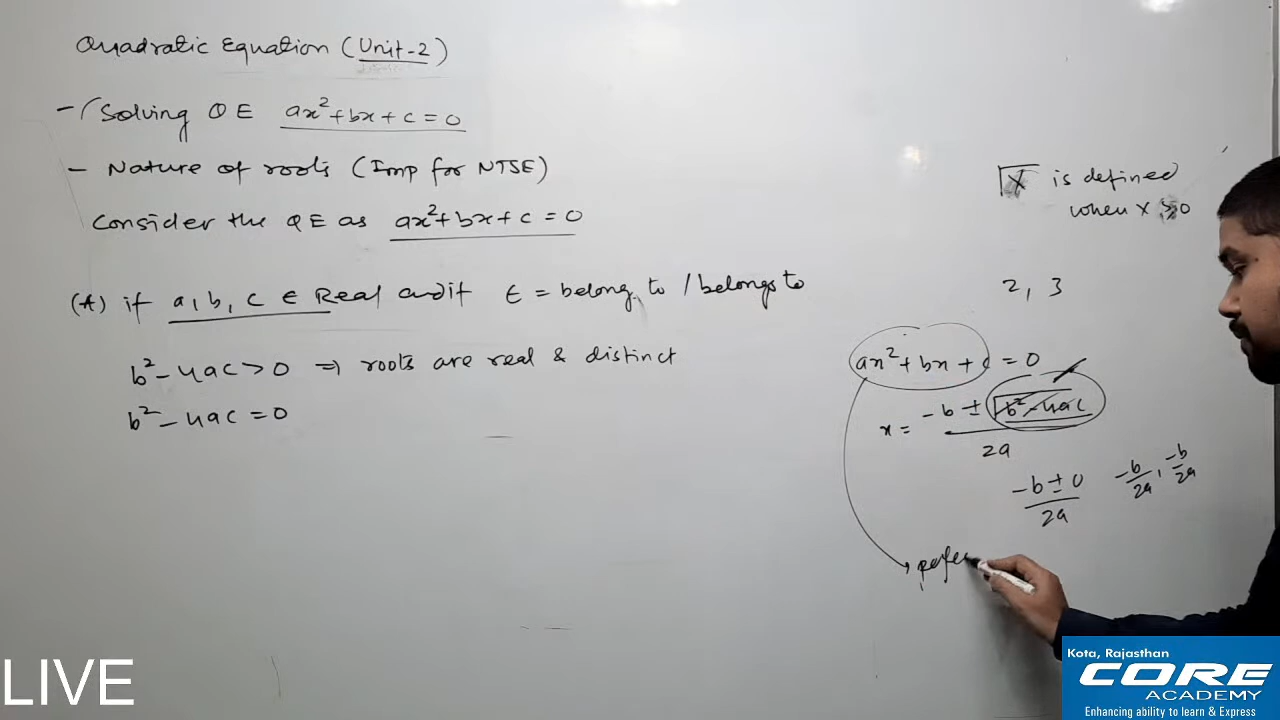 Quadratic Equation (Unit-2)
- Solving QE ax²+bx+c=0
- Nature of roots (Imp for NTSE)
Consider the QE as ax²+bx+c=0
(A) if a, b, c ∈ Real and if ∈ = belong to / belongs to
b²-4ac>0 ⇒ roots are real & distinct
b²-4ac=0
√x is defined
when x ≥0
2, 3
ax²+bx+c=0
x = -b ± √b²-4ac
2a
-b±0
2a
-b/2a, -b/2a
LIVE
Kota, Rajasthan
CORE
ACADEMY
Enhancing ability to learn & Express